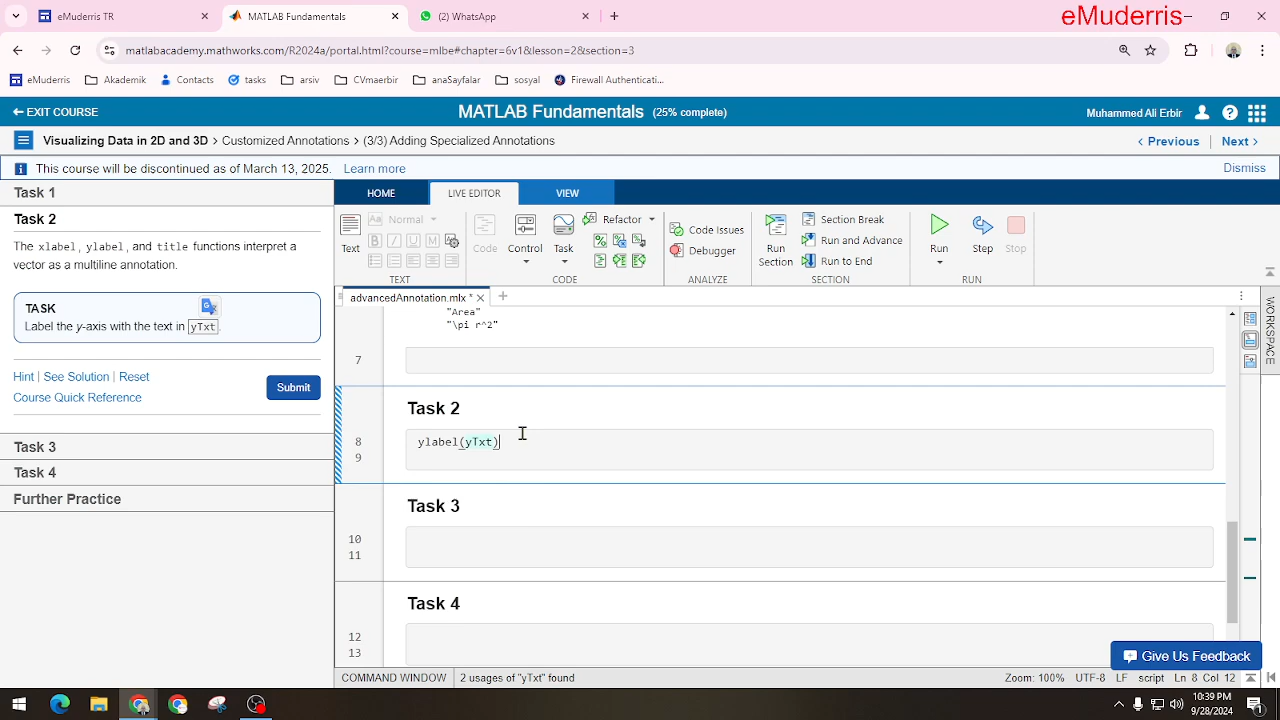 eMuderris TR
MATLAB Fundamentals
(2) WhatsApp
eMuderris
matlabacademy.mathworks.com/R2024a/portal.html?course=mlbe#chapter=6v1&lesson=2&section=3
eMuderris
Akademik
Contacts
tasks
arsiv
CVmaerbir
anaSayfalar
sosyal
Firewall Authenticati...
EXIT COURSE
MATLAB Fundamentals (25% complete)
Muhammed Ali Erbir
Visualizing Data in 2D and 3D > Customized Annotations > (3/3) Adding Specialized Annotations
< Previous | Next >
This course will be discontinued as of March 13, 2025. Learn more
Dismiss
Task 1
Task 2
The xlabel, ylabel, and title functions interpret a
vector as a multiline annotation.
TASK
Label the y-axis with the text in yTxt.
Hint | See Solution | Reset
Submit
Course Quick Reference
Task 3
Task 4
Further Practice
HOME
LIVE EDITOR
VIEW
Text
Aa Normal
B I U M
TEXT
Code
Control
Task
Refactor
CODE
Code Issues
Debugger
ANALYZE
Run
Section
Section Break
Run and Advance
Run to End
SECTION
Run
Step
Stop
RUN
advancedAnnotation.mlx *
WORKSPACE
"Area"
"\pi r^2"
7
Task 2
8 ylabel(yTxt)
9
Task 3
10
11
Task 4
12
13
Give Us Feedback
COMMAND WINDOW
2 usages of "yTxt" found
Zoom: 100%
UTF-8
LF
script
Ln 8 Col 12
10:39 PM
9/28/2024